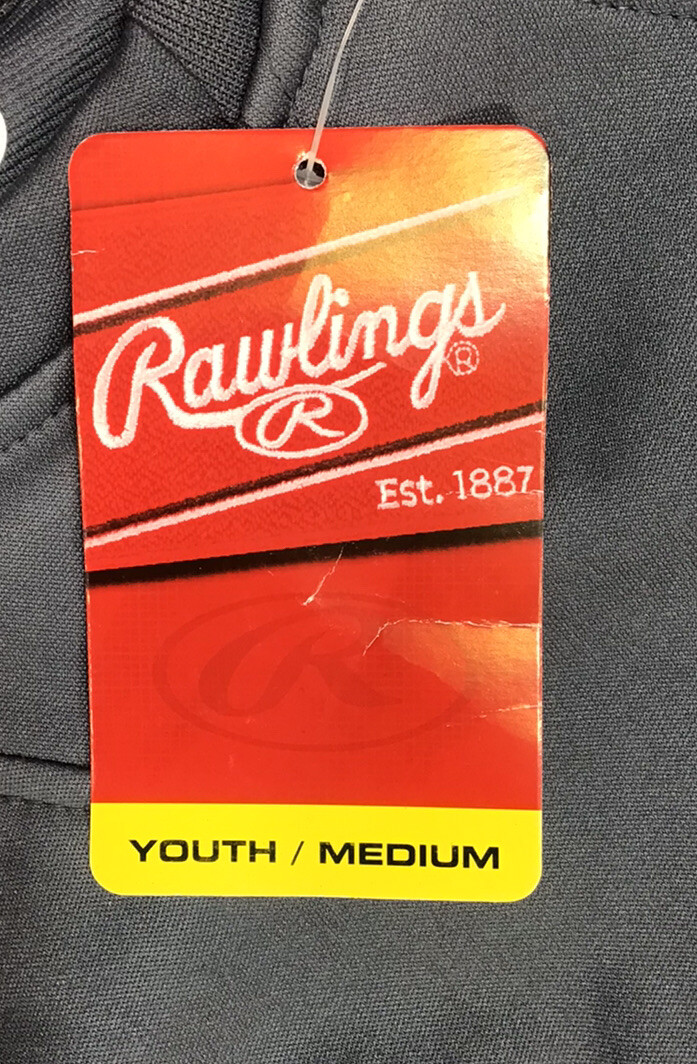 Rawlings®
R
Est. 1887
R
YOUTH / MEDIUM